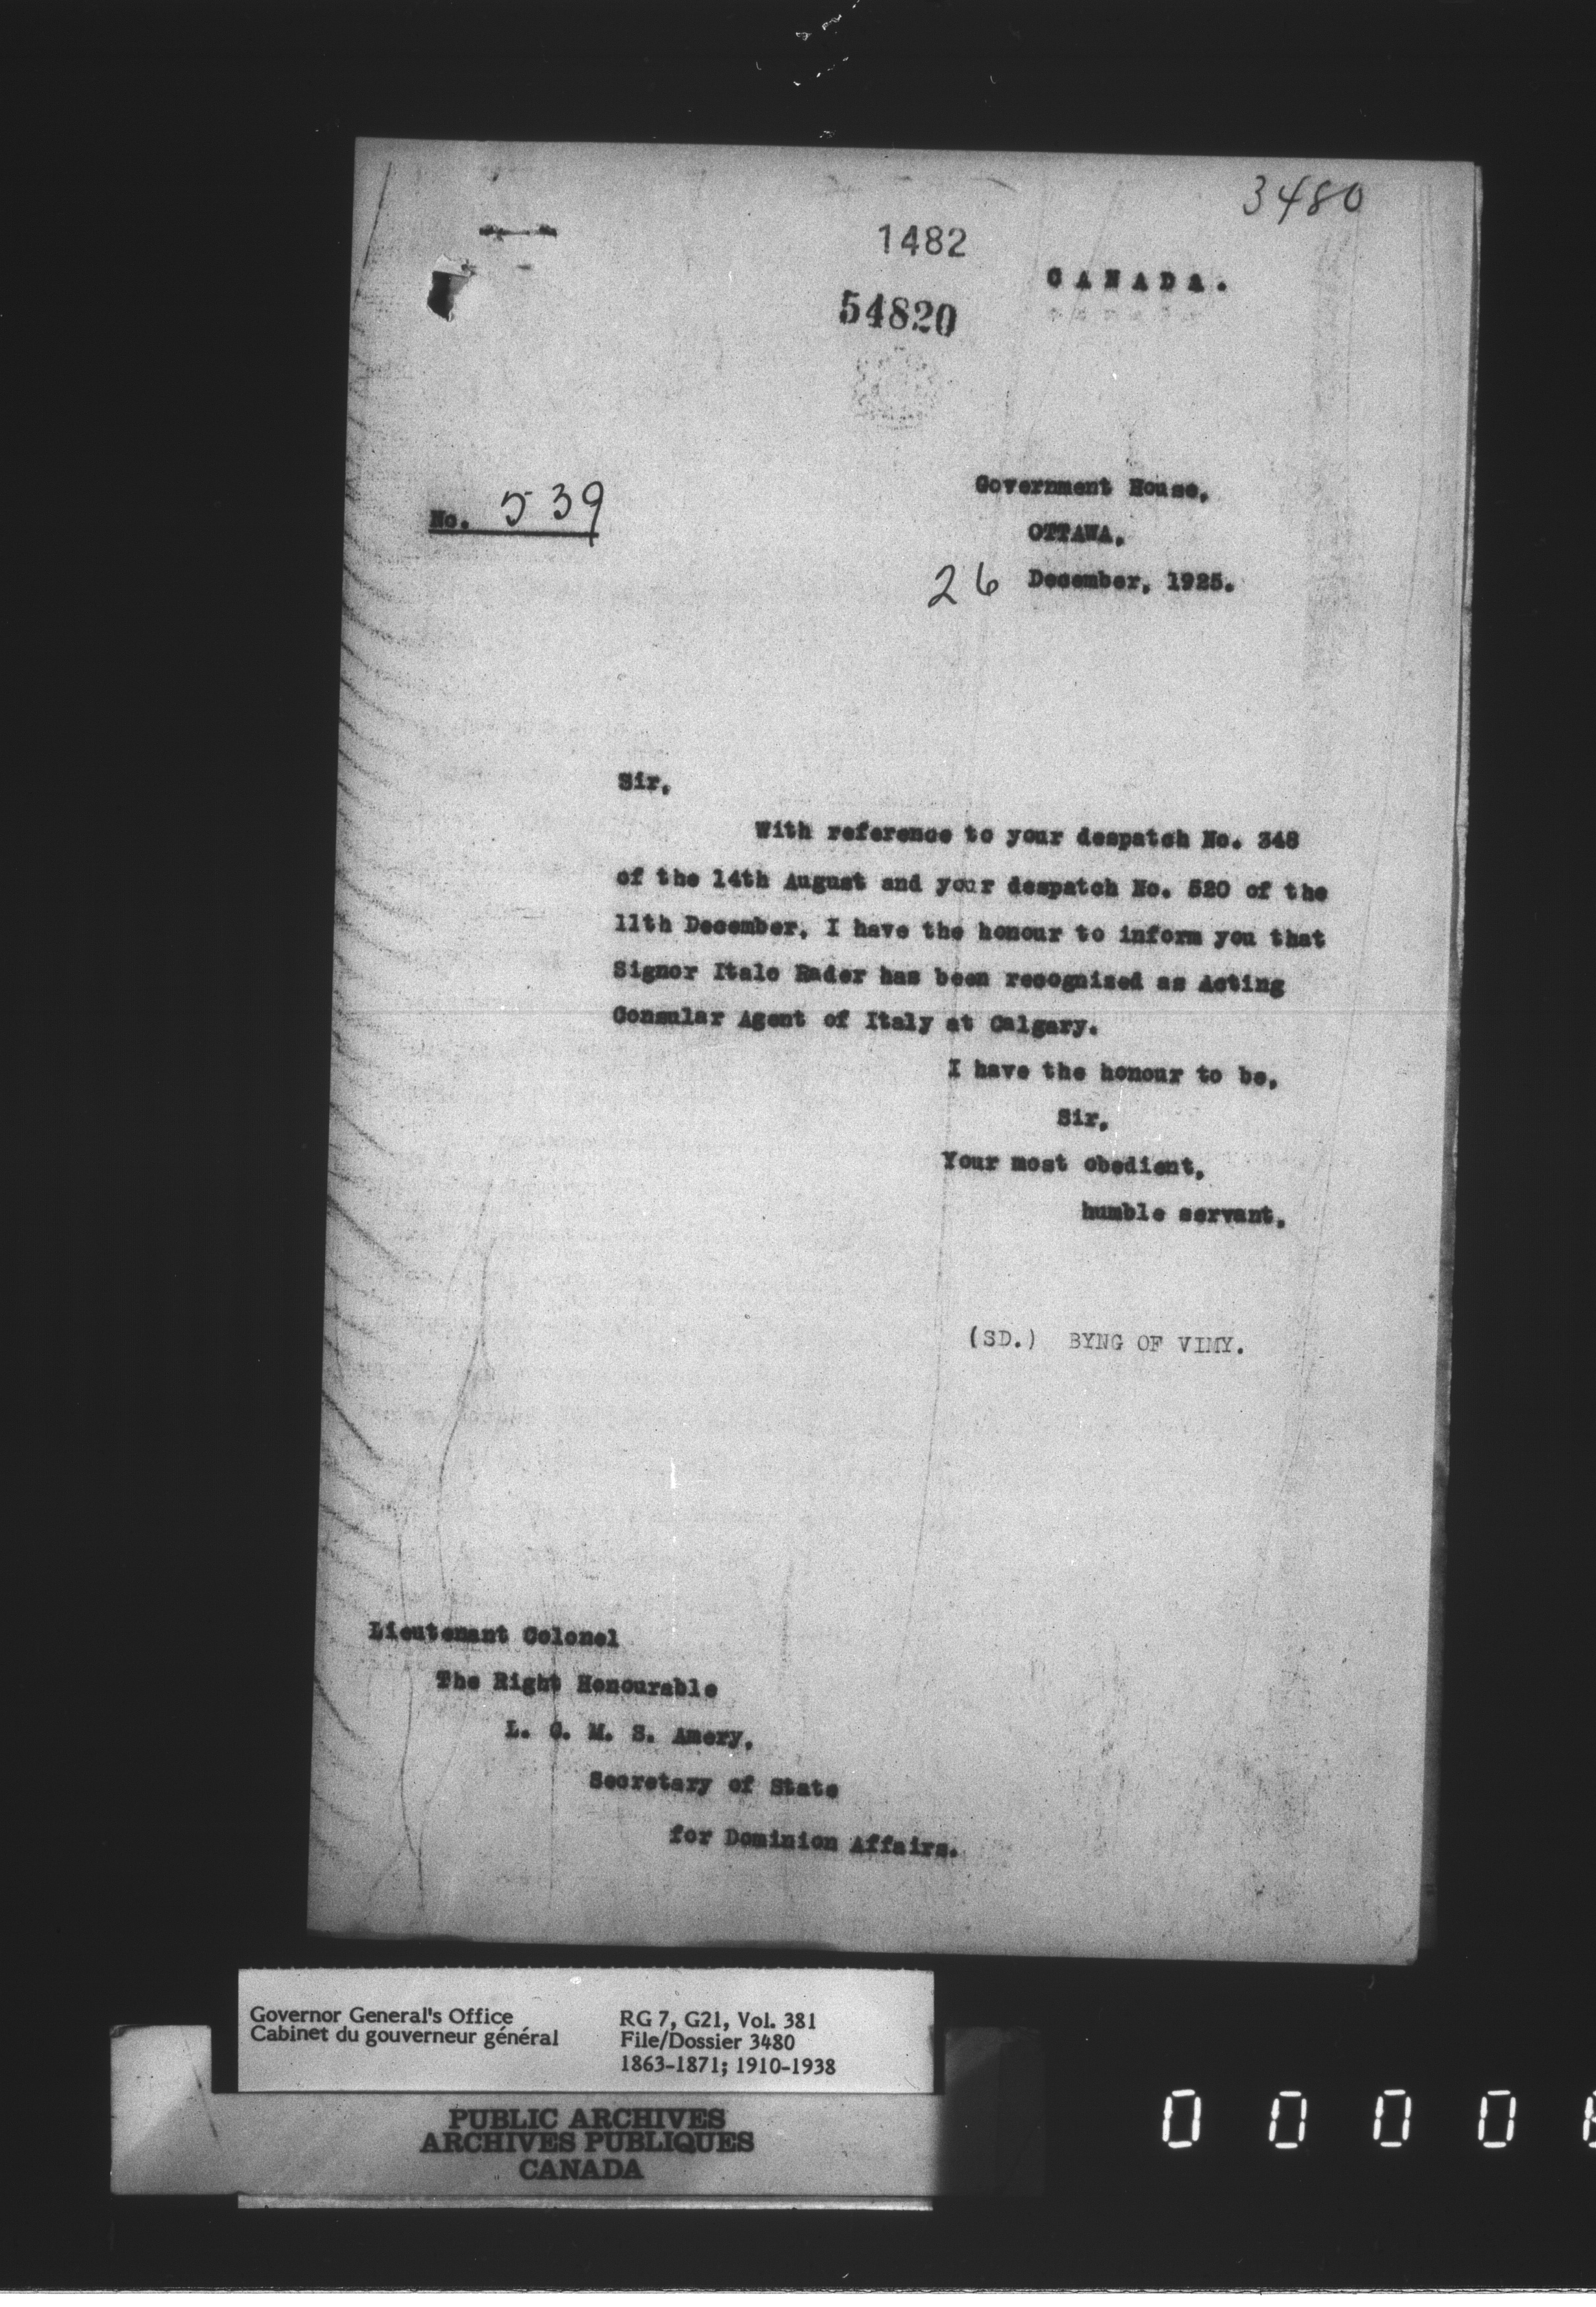 3480
1482
CANADA.
54820
Government House,
No. 539
OTTAWA,
26 December, 1925.
Sir,
With reference to your despatch No. 348
of the 14th August and your despatch No. 520 of the
11th December, I have the honour to inform you that
Signor Italo Rader has been recognized as Acting
Consular Agent of Italy at Calgary.
I have the honour to be,
Sir,
Your most obedient,
humble servant,
(SD.) BYNG OF VIMY.
Lieutenant Colonel
The Right Honourable
L. C. M. S. Amery,
Secretary of State
for Dominion Affairs.
Governor General's Office
Cabinet du gouverneur général
RG 7, G21, Vol. 381
File/Dossier 3480
1863-1871; 1910-1938
PUBLIC ARCHIVES
ARCHIVES PUBLIQUES
CANADA
0 0 0 0